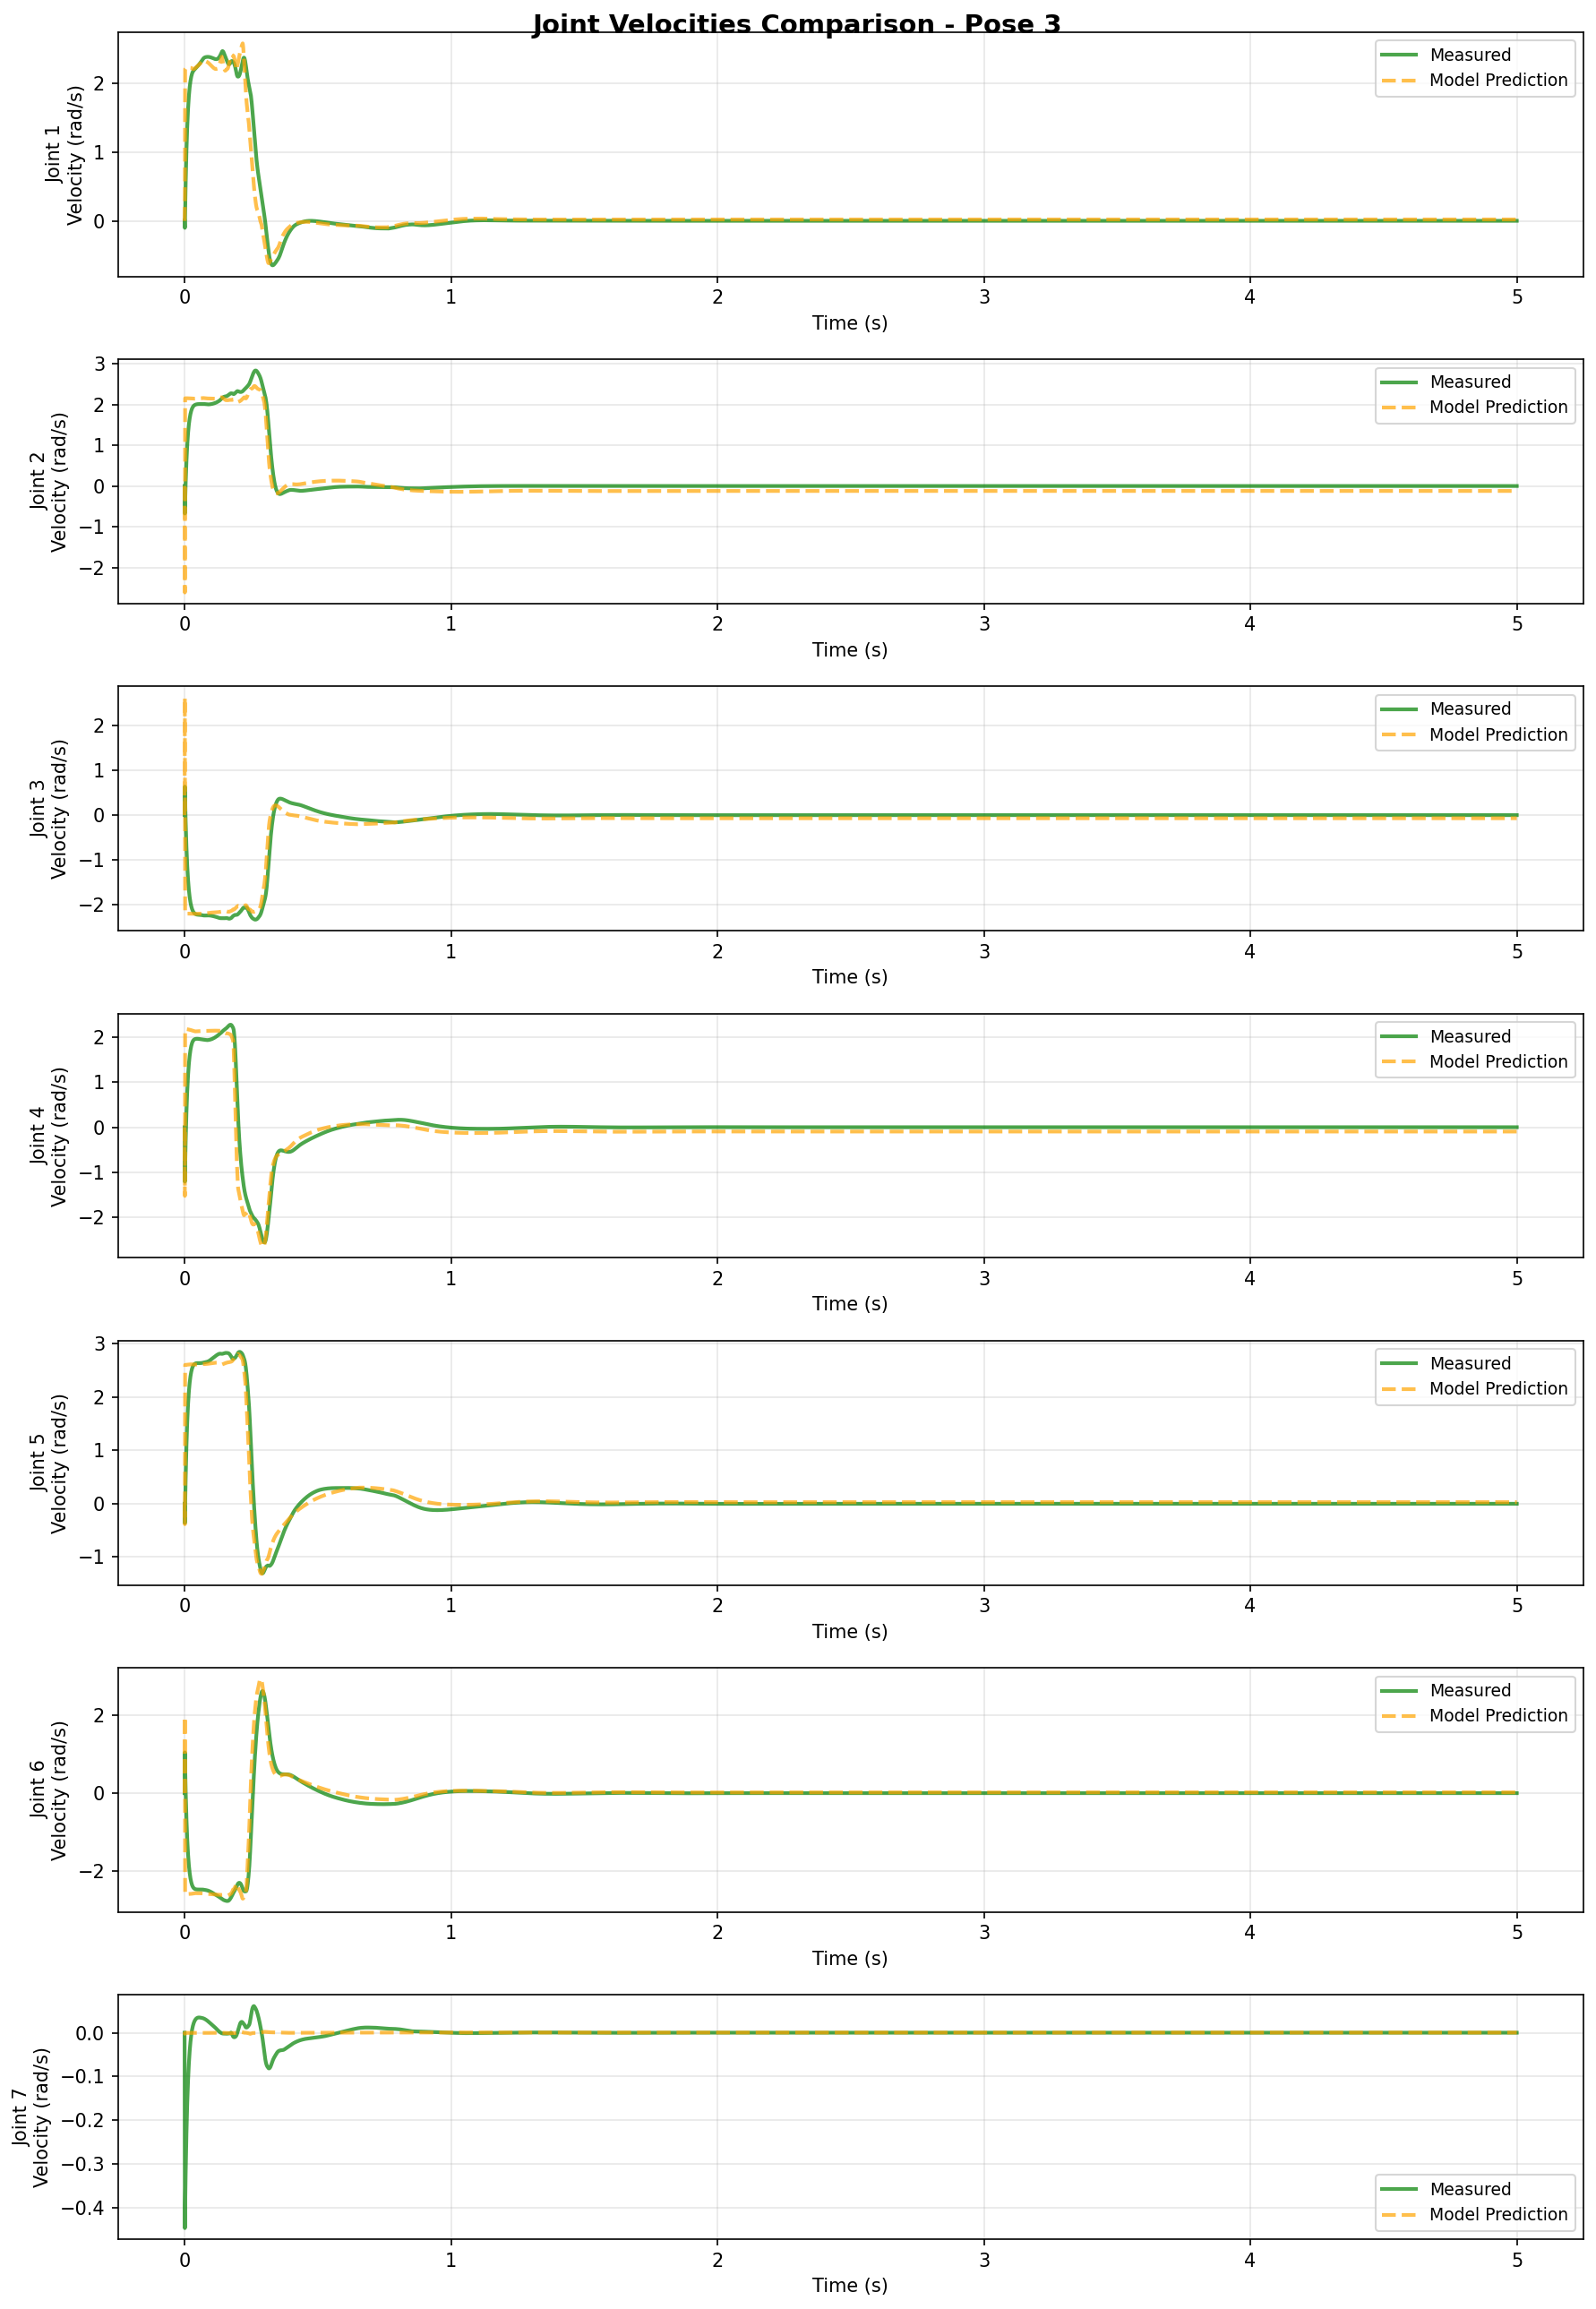 Joint Velocities Comparison - Pose 3
Joint 1
Velocity (rad/s)
2
1
0
Measured
Model Prediction
0 1 2 3 4 5
Time (s)
Joint 2
Velocity (rad/s)
3
2
1
0
−1
−2
Measured
Model Prediction
0 1 2 3 4 5
Time (s)
Joint 3
Velocity (rad/s)
2
1
0
−1
−2
Measured
Model Prediction
0 1 2 3 4 5
Time (s)
Joint 4
Velocity (rad/s)
2
1
0
−1
−2
Measured
Model Prediction
0 1 2 3 4 5
Time (s)
Joint 5
Velocity (rad/s)
3
2
1
0
−1
Measured
Model Prediction
0 1 2 3 4 5
Time (s)
Joint 6
Velocity (rad/s)
2
0
−2
Measured
Model Prediction
0 1 2 3 4 5
Time (s)
Joint 7
Velocity (rad/s)
0.0
−0.1
−0.2
−0.3
−0.4
Measured
Model Prediction
0 1 2 3 4 5
Time (s)